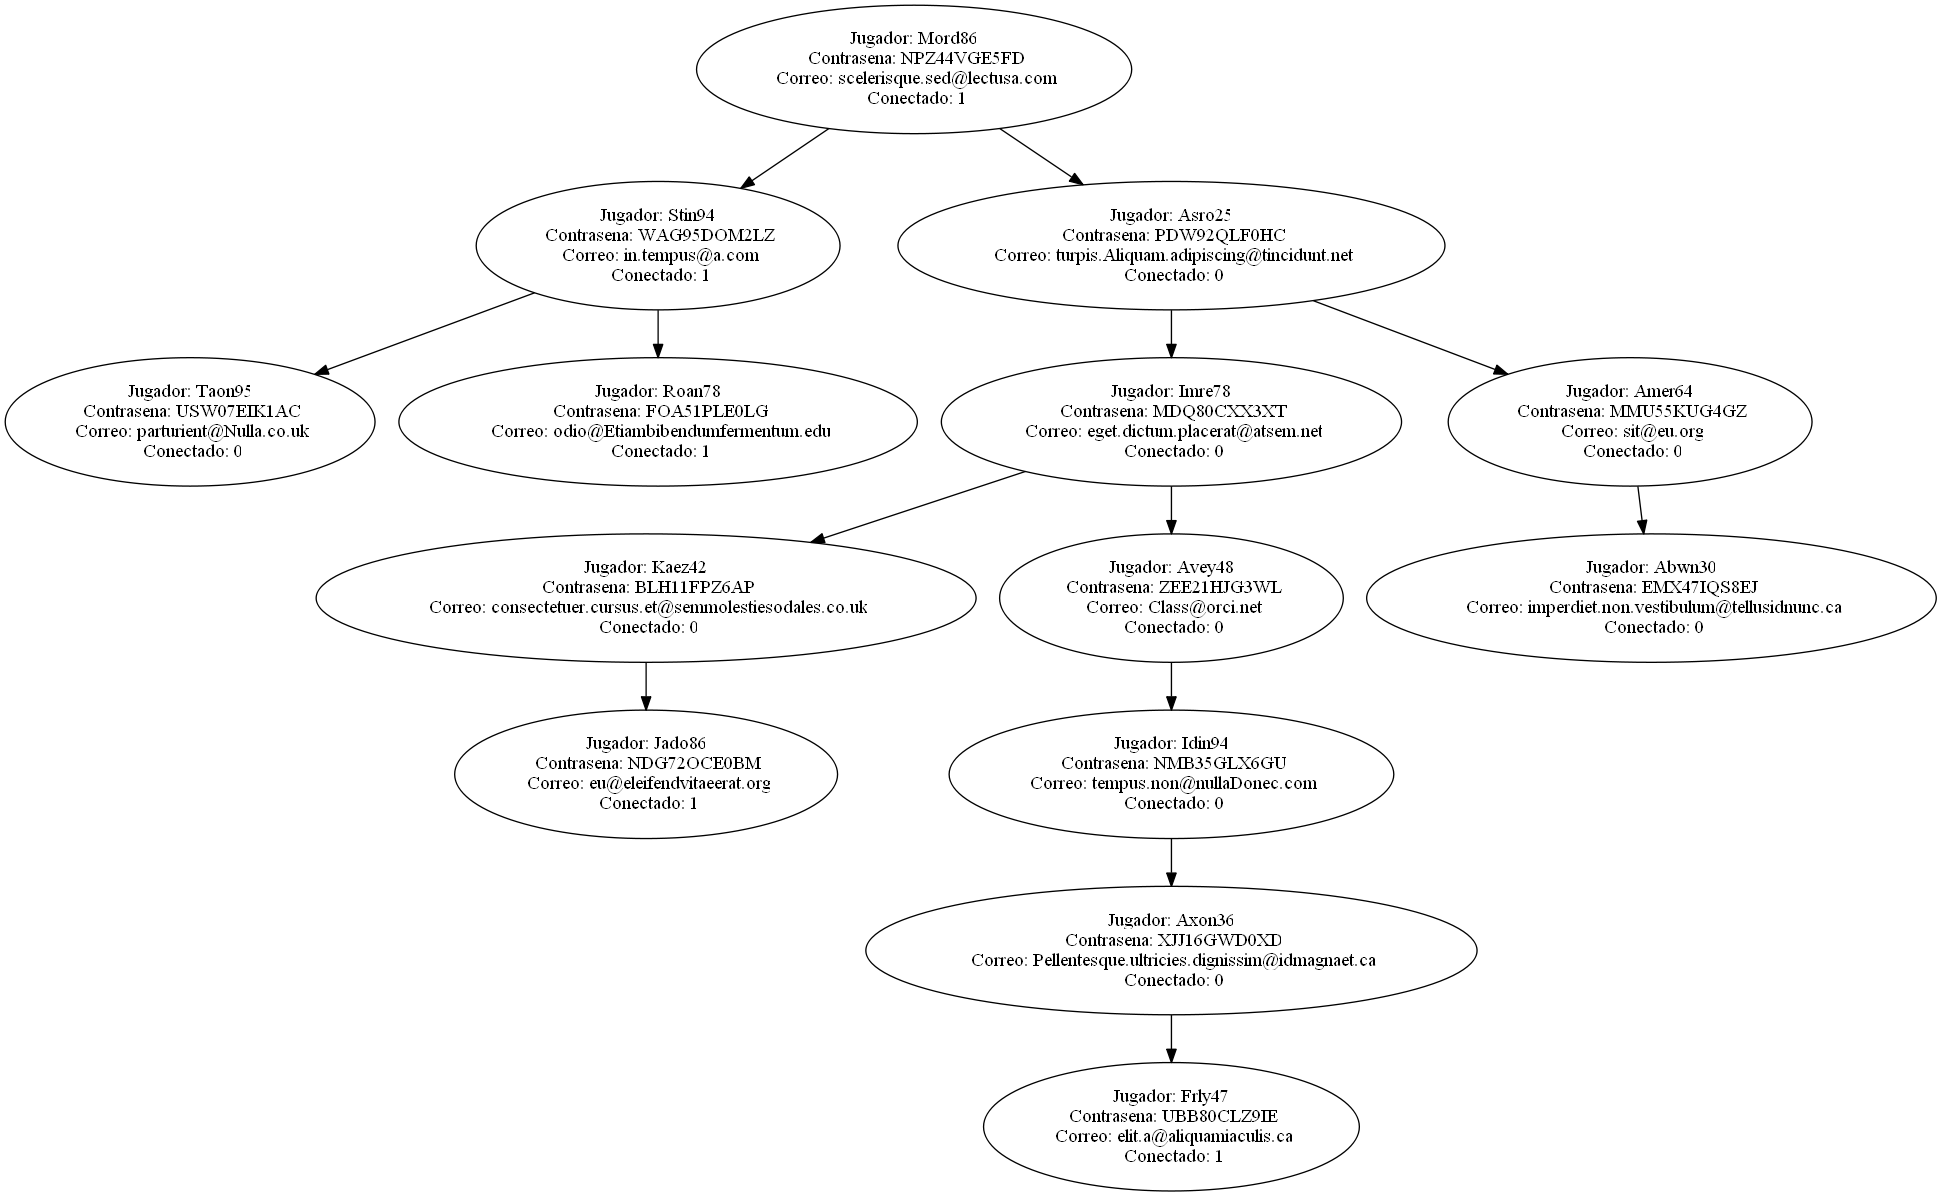 Jugador: Mord86
Contrasena: NPZ44VGE5FD
Correo: scelerisque.sed@lectusa.com
Conectado: 1
Jugador: Stin94
Contrasena: WAG95DOM2LZ
Correo: in.tempus@a.com
Conectado: 1
Jugador: Asro25
Contrasena: PDW92QLF0HC
Correo: turpis.Aliquam.adipiscing@tincidunt.net
Conectado: 0
Jugador: Taon95
Contrasena: USW07EIK1AC
Correo: parturient@Nulla.co.uk
Conectado: 0
Jugador: Roan78
Contrasena: FOA51PLE0LG
Correo: odio@Etiambibendumfermentum.edu
Conectado: 1
Jugador: Imre78
Contrasena: MDQ80CXX3XT
Correo: eget.dictum.placerat@atsem.net
Conectado: 0
Jugador: Amer64
Contrasena: MMU55KUG4GZ
Correo: sit@eu.org
Conectado: 0
Jugador: Kaez42
Contrasena: BLH11FPZ6AP
Correo: consectetuer.cursus.et@semmolestiesodales.co.uk
Conectado: 0
Jugador: Avey48
Contrasena: ZEE21HJG3WL
Correo: Class@orci.net
Conectado: 0
Jugador: Abwn30
Contrasena: EMX47IQS8EJ
Correo: imperdiet.non.vestibulum@tellusidnunc.ca
Conectado: 0
Jugador: Jado86
Contrasena: NDG72OCE0BM
Correo: eu@eleifendvitaeerat.org
Conectado: 1
Jugador: Idin94
Contrasena: NMB35GLX6GU
Correo: tempus.non@nullaDonec.com
Conectado: 0
Jugador: Axon36
Contrasena: XJJ16GWD0XD
Correo: Pellentesque.ultricies.dignissim@idmagnaet.ca
Conectado: 0
Jugador: Frly47
Contrasena: UBB80CLZ9IE
Correo: elit.a@aliquamiaculis.ca
Conectado: 1